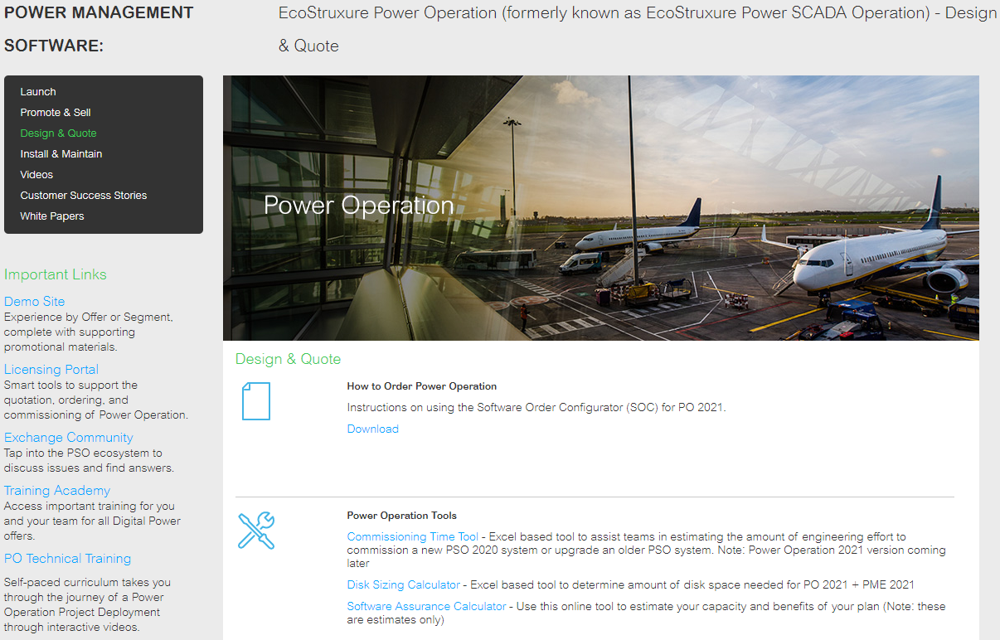 POWER MANAGEMENT
SOFTWARE:
EcoStruxure Power Operation (formerly known as EcoStruxure Power SCADA Operation) - Design
& Quote
Launch
Promote & Sell
Design & Quote
Install & Maintain
Videos
Customer Success Stories
White Papers
Important Links
Demo Site
Experience by Offer or Segment,
complete with supporting
promotional materials.
Licensing Portal
Smart tools to support the
quotation, ordering, and
commissioning of Power Operation.
Exchange Community
Tap into the PSO ecosystem to
discuss issues and find answers.
Training Academy
Access important training for you
and your team for all Digital Power
offers.
PO Technical Training
Self-paced curriculum takes you
through the journey of a Power
Operation Project Deployment
through interactive videos.
Power Operation
Design & Quote
How to Order Power Operation
Instructions on using the Software Order Configurator (SOC) for PO 2021.
Download
Power Operation Tools
Commissioning Time Tool - Excel based tool to assist teams in estimating the amount of engineering effort to
commission a new PSO 2020 system or upgrade an older PSO system. Note: Power Operation 2021 version coming
later
Disk Sizing Calculator - Excel based tool to determine amount of disk space needed for PO 2021 + PME 2021
Software Assurance Calculator - Use this online tool to estimate your capacity and benefits of your plan (Note: these
are estimates only)